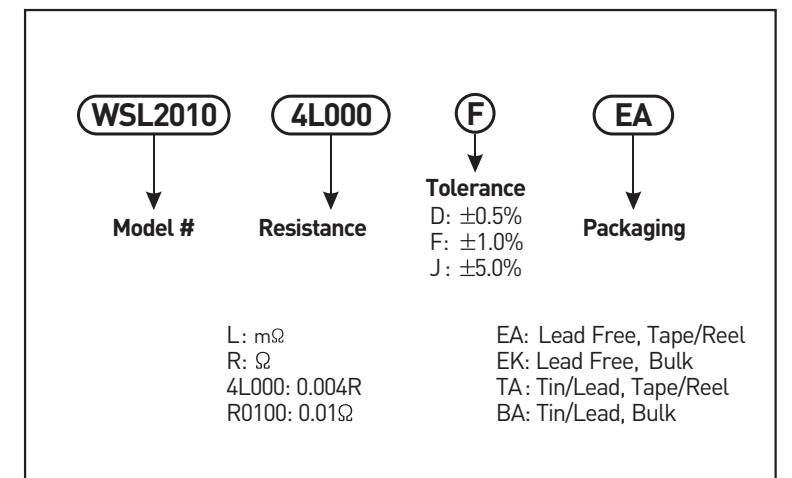 WSL2010 4L000 F EA
Model # Resistance Tolerance Packaging
D: ±0.5%
F: ±1.0%
J: ±5.0%
L: mΩ
R: Ω
4L000: 0.004R
R0100: 0.01Ω
EA: Lead Free, Tape/Reel
EK: Lead Free, Bulk
TA: Tin/Lead, Tape/Reel
BA: Tin/Lead, Bulk